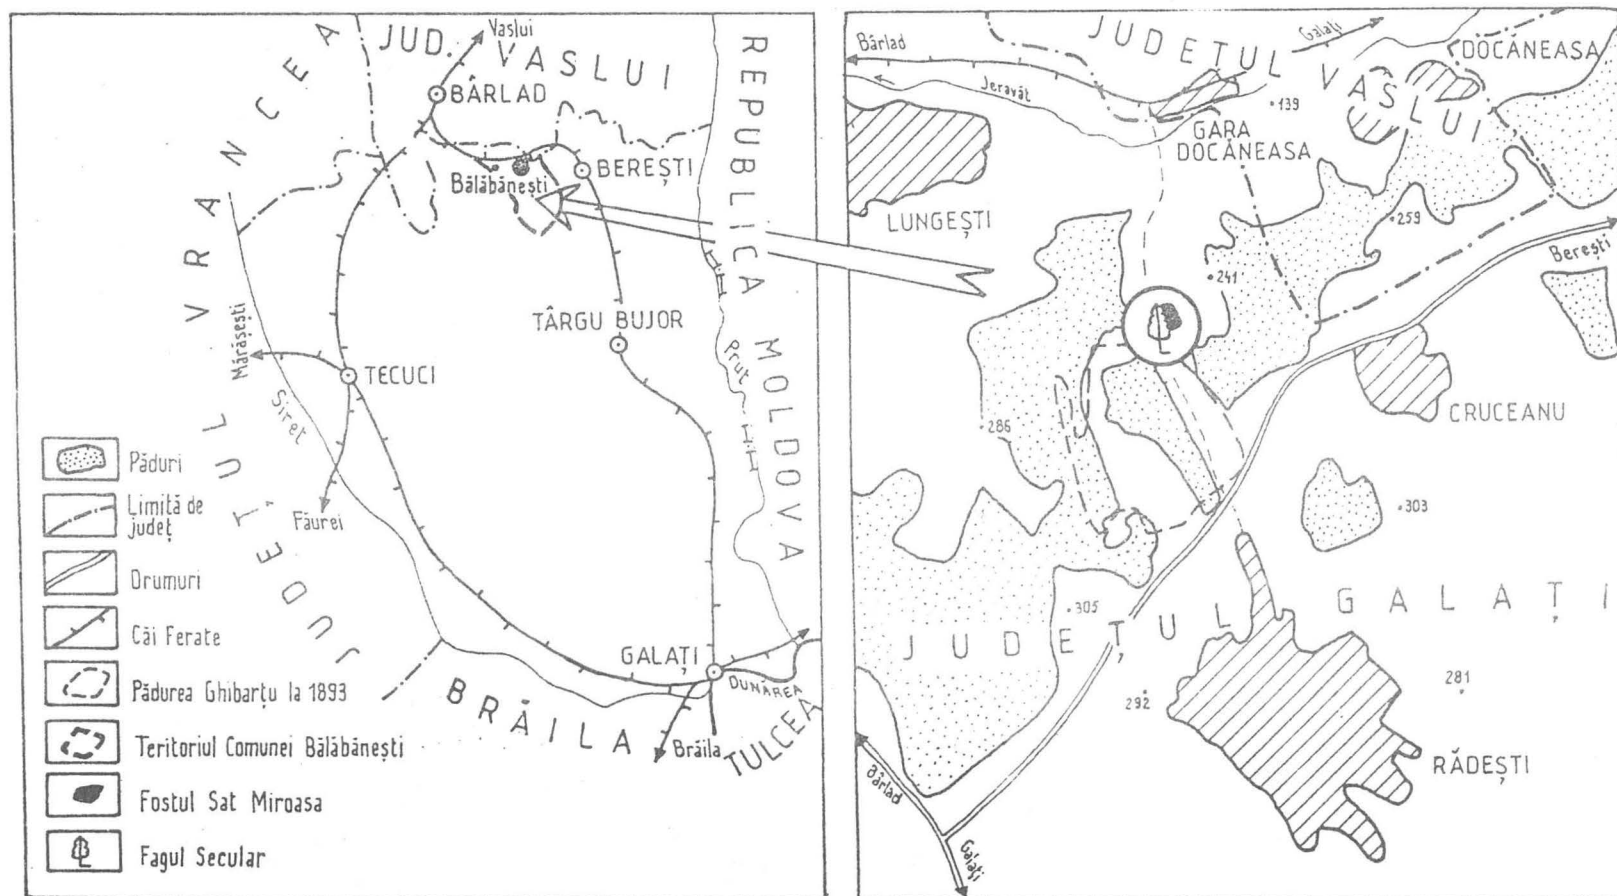 Vaslui
JUD. VASLUI
BÂRLAD
BEREȘTI
Bălăbănești
REPUBLICA MOLDOVA
JUDEȚUL VRANCEA
Mărășești
TECUCI
TÂRGU BUJOR
Prut
Siret
Făurei
GALAȚI
DUNĂREA
BRĂILA
Brăila
TULCEA
Păduri
Limită de
județ
Drumuri
Căi Ferate
Pădurea Ghibarțu la 1893
Teritoriul Comunei Bălăbănești
Fostul Sat Miroasa
Fagul Secular
JUDEȚUL VASLUI
Galați
Bârlad
Jeravăt
DOCĂNEASA
139
GARA
DOCĂNEASA
LUNGEȘTI
259
Berești
241
CRUCEANU
286
303
305
JUDEȚUL GALAȚI
281
292
RĂDEȘTI
Bârlad
Galați